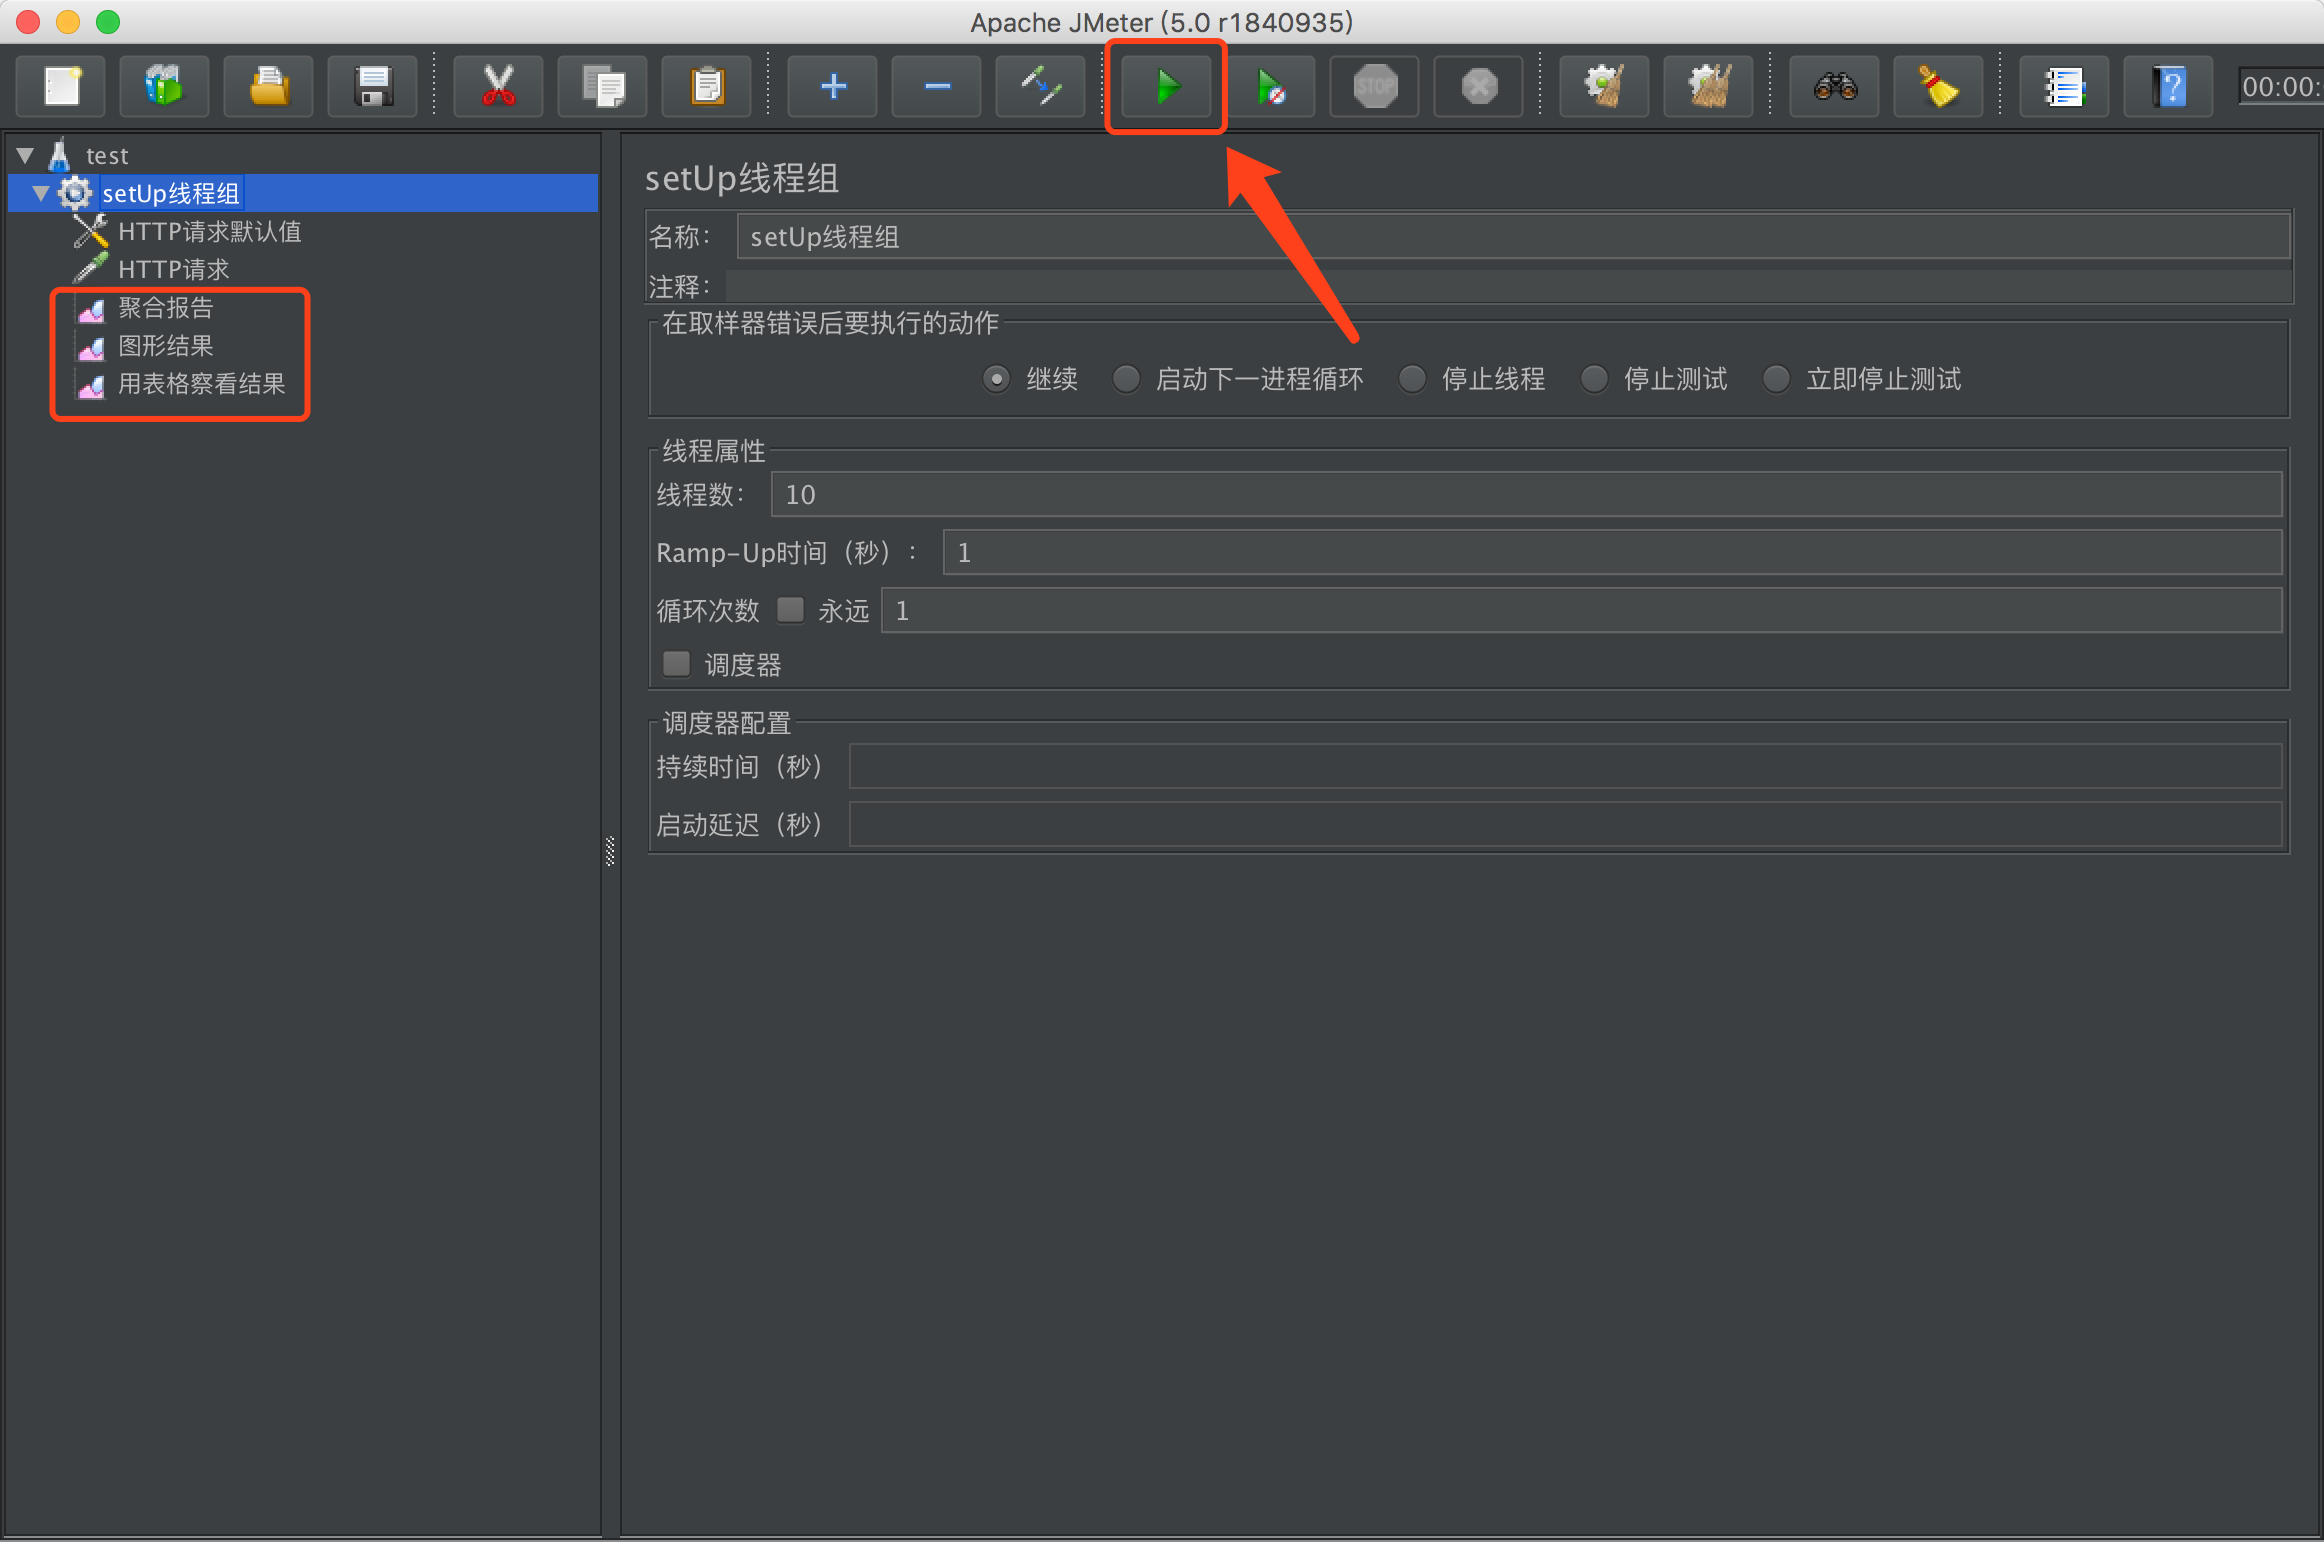 Apache JMeter (5.0 r1840935)
STOP
00:00:
test
setUp线程组
HTTP请求默认值
HTTP请求
聚合报告
图形结果
用表格察看结果
setUp线程组
名称： setUp线程组
注释：
在取样器错误后要执行的动作
继续 启动下一进程循环 停止线程 停止测试 立即停止测试
线程属性
线程数： 10
Ramp-Up时间（秒）： 1
循环次数 永远 1
调度器
调度器配置
持续时间（秒）
启动延迟（秒）